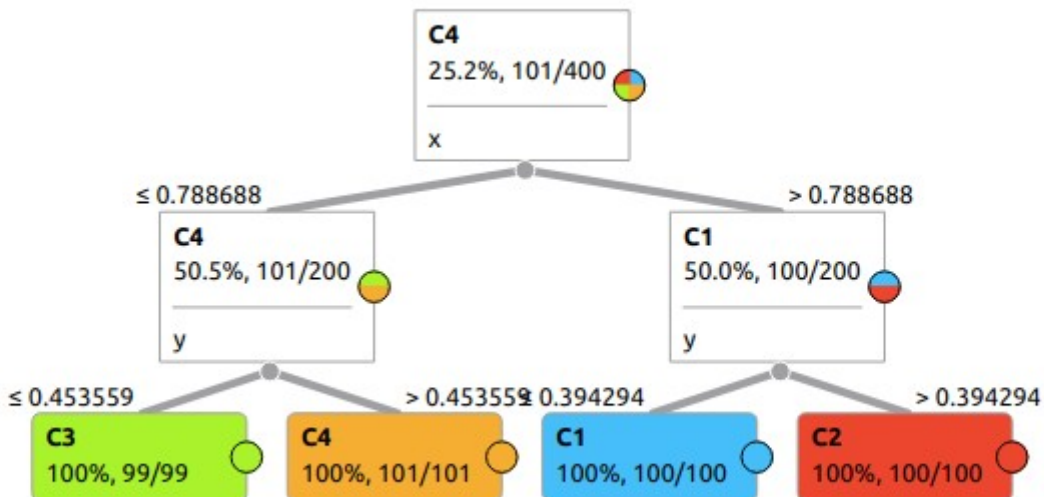 C4
25.2%, 101/400
x
≤ 0.788688
> 0.788688
C4
50.5%, 101/200
y
C1
50.0%, 100/200
y
≤ 0.453559
> 0.453559
≤ 0.394294
> 0.394294
C3
100%, 99/99
C4
100%, 101/101
C1
100%, 100/100
C2
100%, 100/100